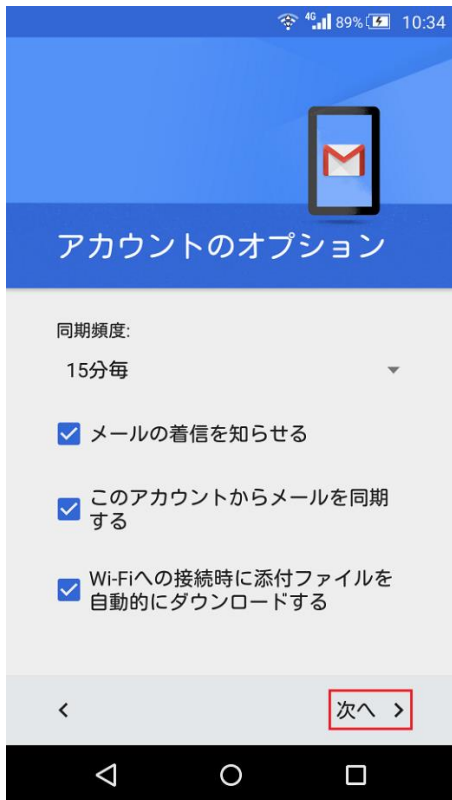 4G 89% 10:34
アカウントのオプション
同期頻度:
15分毎
メールの着信を知らせる
このアカウントからメールを同期
する
Wi-Fiへの接続時に添付ファイルを
自動的にダウンロードする
次へ